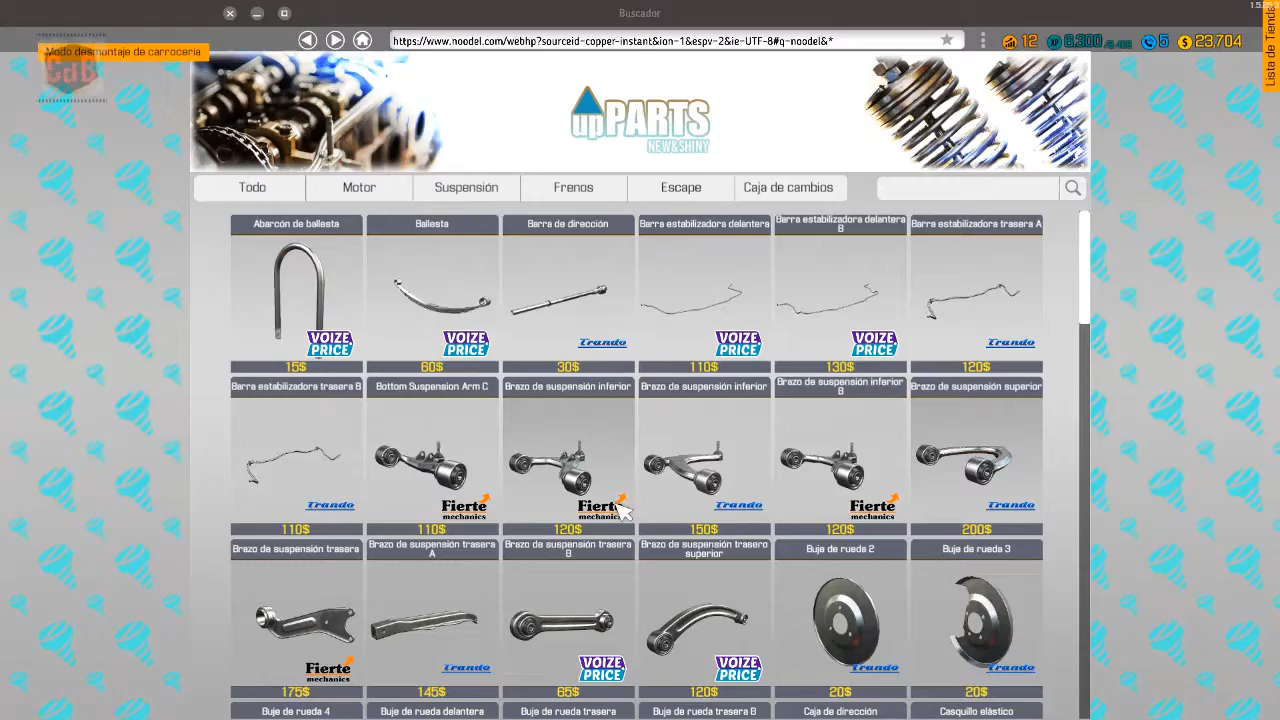 Buscador
1.5.
Modo desmontaje de carrocería
https://www.noodel.com/webhp?sourceid-copper-instant&ion-1&espv-2&ie-UTF-8#q-noodel&*
12
6,300
5
23,704
Lista de Tienda
CdB
upPARTS
NEW&SHINY
Todo
Motor
Suspensión
Frenos
Escape
Caja de cambios
Abarcón de ballesta
Ballesta
Barra de dirección
Barra estabilizadora delantera
Barra estabilizadora delantera
B
Barra estabilizadora trasera A
VOIZE
PRICE
VOIZE
PRICE
Trando
VOIZE
PRICE
VOIZE
PRICE
Trando
15$
60$
30$
110$
130$
120$
Barra estabilizadora trasera B
Bottom Suspension Arm C
Brazo de suspensión inferior
Brazo de suspensión inferior
Brazo de suspensión inferior
B
Brazo de suspensión superior
Trando
Fierte
mechanics
Fierte
mechanics
Trando
Fierte
mechanics
Trando
110$
110$
120$
150$
120$
200$
Brazo de suspensión trasera
Brazo de suspensión trasera
A
Brazo de suspensión trasera
B
Brazo de suspensión trasero
superior
Buje de rueda 2
Buje de rueda 3
Fierte
mechanics
Trando
VOIZE
PRICE
VOIZE
PRICE
Trando
Trando
175$
145$
65$
120$
20$
20$
Buje de rueda 4
Buje de rueda delantera
Buje de rueda trasera
Buje de rueda trasera B
Caja de dirección
Casquillo elástico